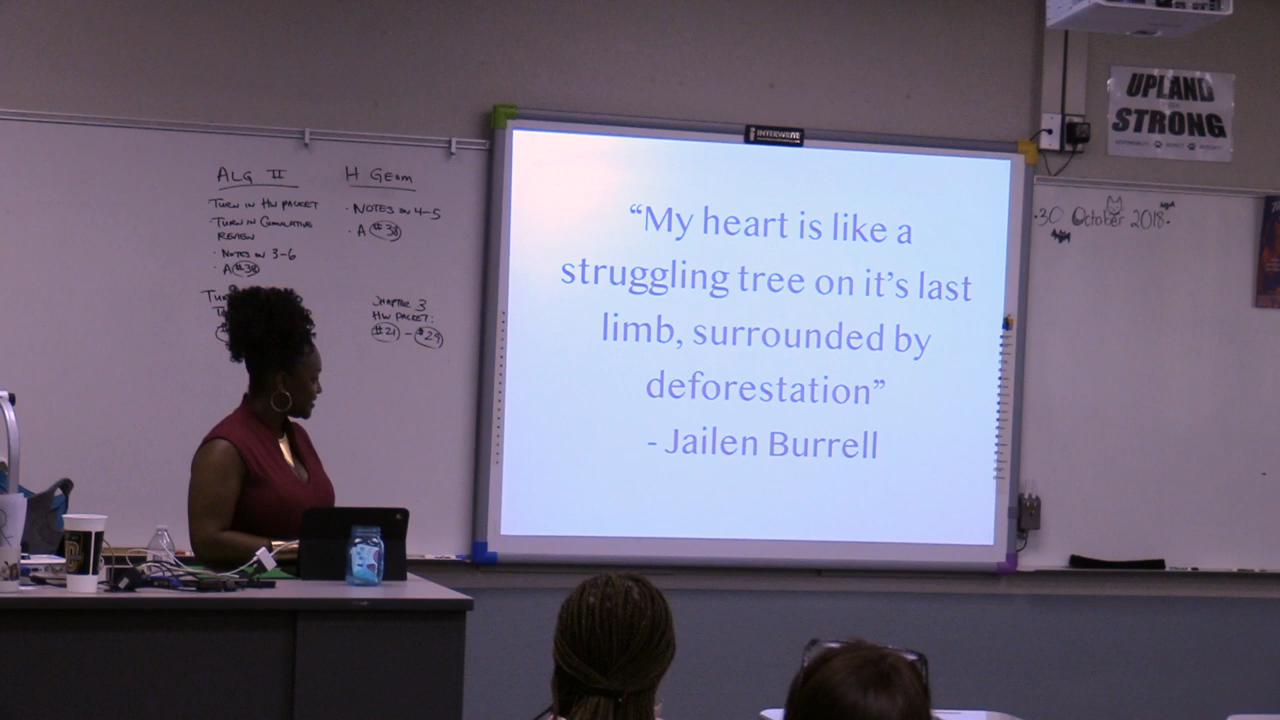 ALG II
TURN IN HW PACKET
TURN IN CUMULATIVE
REVIEW
NOTES ON 3-6
A #38
H GEOM
NOTES ON 4-5
A #38
CHAPTER 3
HW PACKET:
#21 - #29
INTERWRITE
“My heart is like a
struggling tree on it’s last
limb, surrounded by
deforestation”
- Jailen Burrell
UPLAND
STRONG
30 October 2018